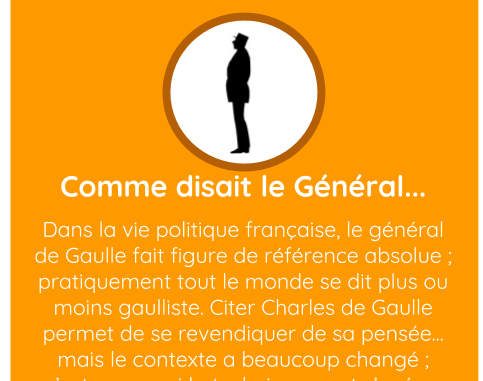 Comme disait le Général...
Dans la vie politique française, le général
de Gaulle fait figure de référence absolue ;
pratiquement tout le monde se dit plus ou
moins gaulliste. Citer Charles de Gaulle
permet de se revendiquer de sa pensée...
mais le contexte a beaucoup changé ;